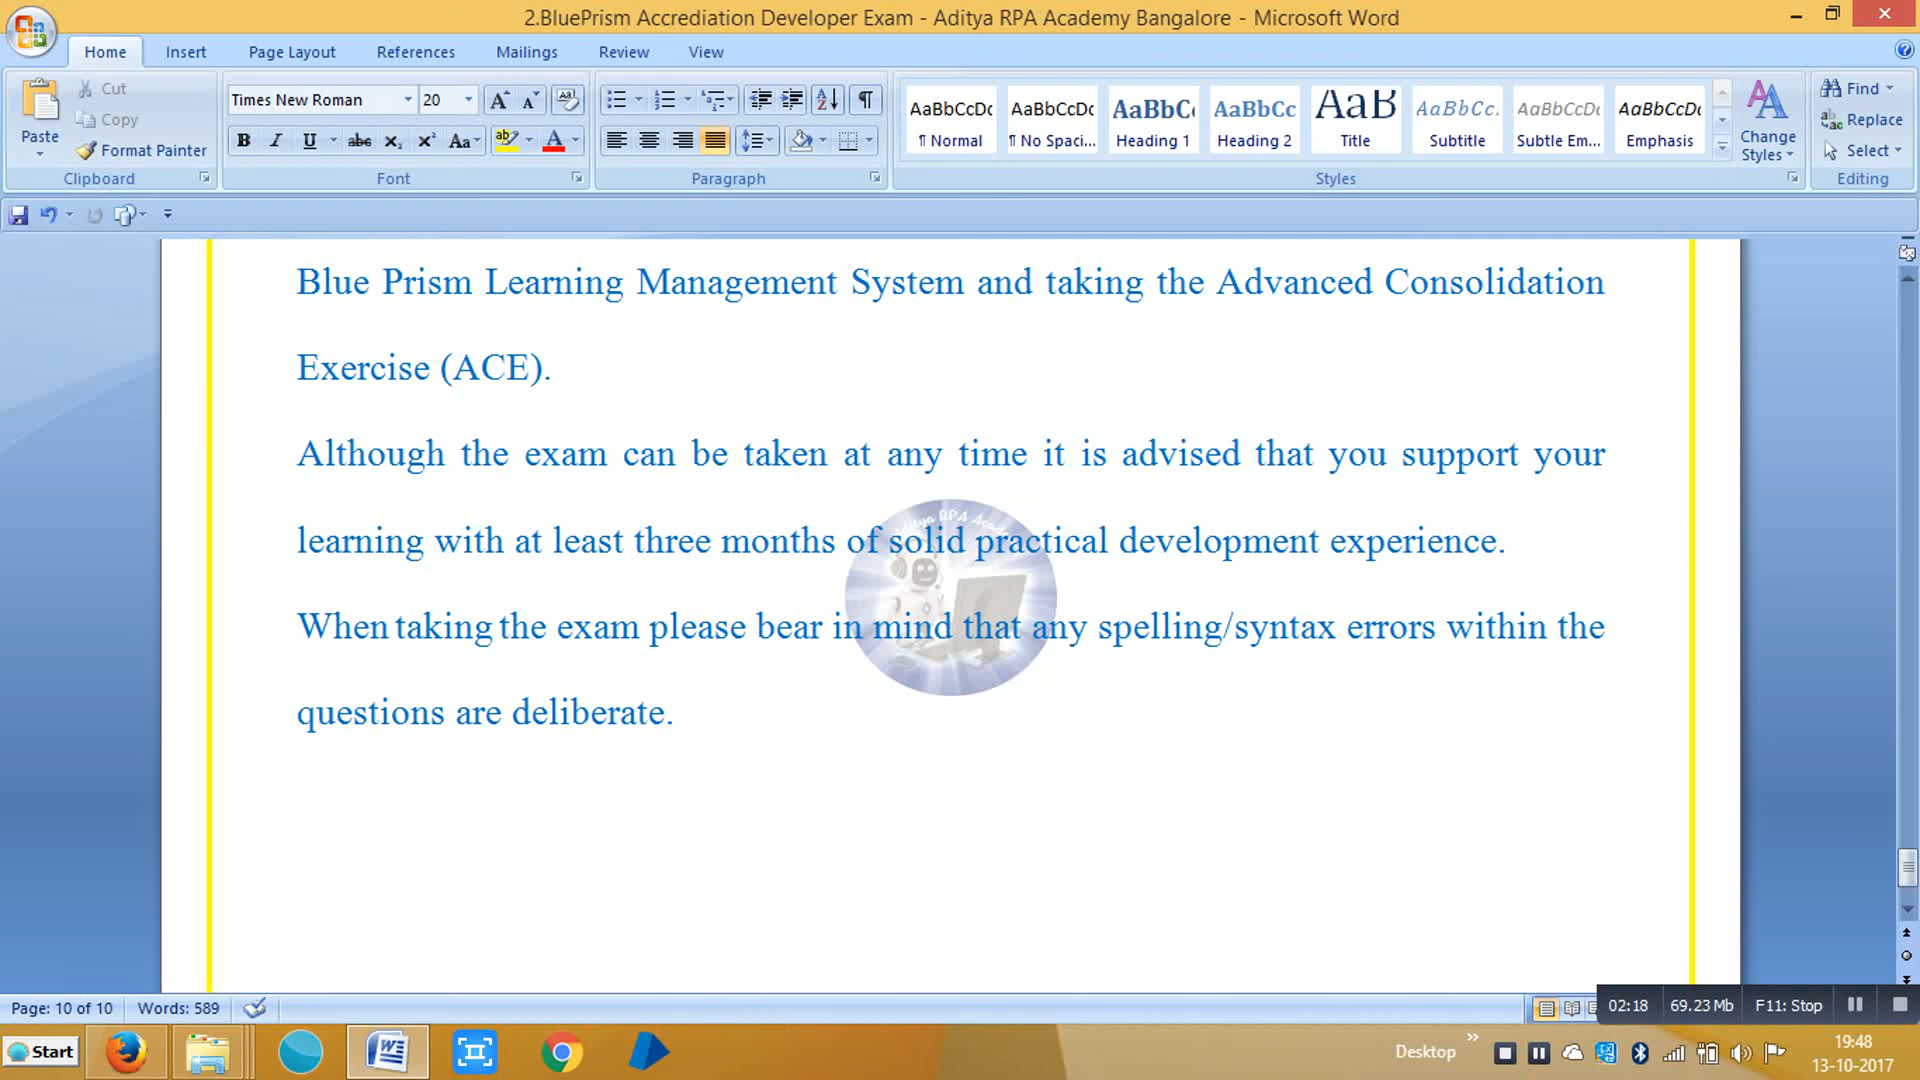 2.BluePrism Accrediation Developer Exam - Aditya RPA Academy Bangalore - Microsoft Word
Home Insert Page Layout References Mailings Review View
Paste Cut Copy Format Painter
Times New Roman 20
AaBbCcDc AaBbCcDc AaBbC AaBbCc AaB AaBbCc. AaBbCcDc AaBbCcDc
¶ Normal ¶ No Spaci... Heading 1 Heading 2 Title Subtitle Subtle Em... Emphasis
Change Styles
Find
Replace
Select
Clipboard Font Paragraph Styles Editing
Blue Prism Learning Management System and taking the Advanced Consolidation
Exercise (ACE).
Although the exam can be taken at any time it is advised that you support your
learning with at least three months of solid practical development experience.
When taking the exam please bear in mind that any spelling/syntax errors within the
questions are deliberate.
Aditya RPA
Page: 10 of 10 Words: 589
02:18 69.23 Mb F11: Stop
Start Desktop 19:48
13-10-2017